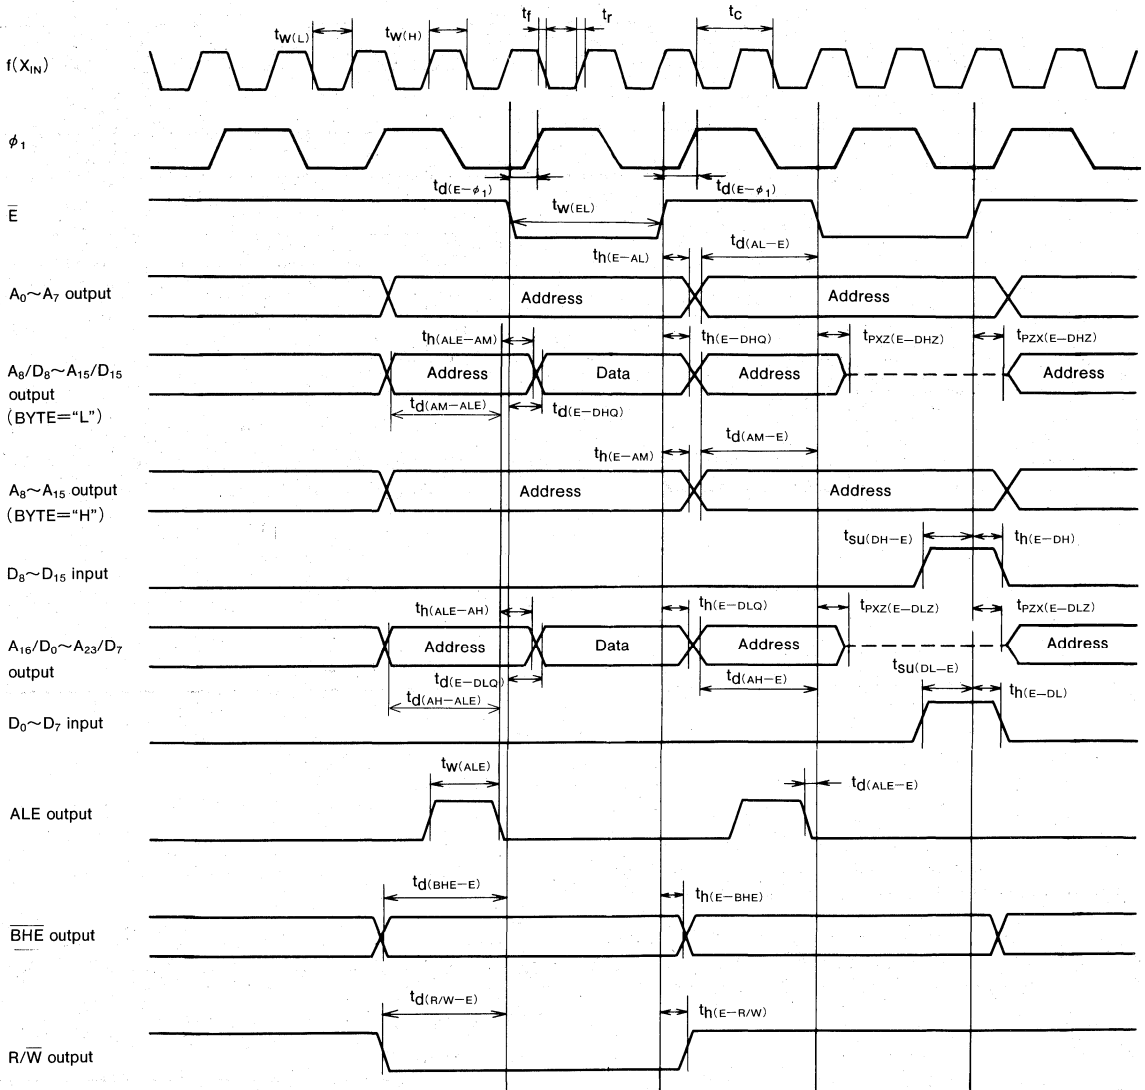 tf tr tc
tw(L) tw(H)
f(XIN)
ϕ1
td(E−ϕ1) td(E−ϕ1)
E̅ tw(EL)
th(E−AL) td(AL−E)
A0~A7 output Address Address
th(ALE−AM) th(E−DHQ) tPXZ(E−DHZ) tPZX(E−DHZ)
A8/D8~A15/D15 Address Data Address Address
output
(BYTE="L") td(AM−ALE) td(E−DHQ)
th(E−AM) td(AM−E)
A8~A15 output Address Address
(BYTE="H")
tsu(DH−E) th(E−DH)
D8~D15 input
th(ALE−AH) th(E−DLQ) tPXZ(E−DLZ) tPZX(E−DLZ)
A16/D0~A23/D7 Address Data Address Address
output td(E−DLQ) td(AH−E) tsu(DL−E)
td(AH−ALE) th(E−DL)
D0~D7 input
tw(ALE) td(ALE−E)
ALE output
td(BHE−E) th(E−BHE)
B̅H̅E̅ output
td(R/W−E) th(E−R/W)
R/W̅ output